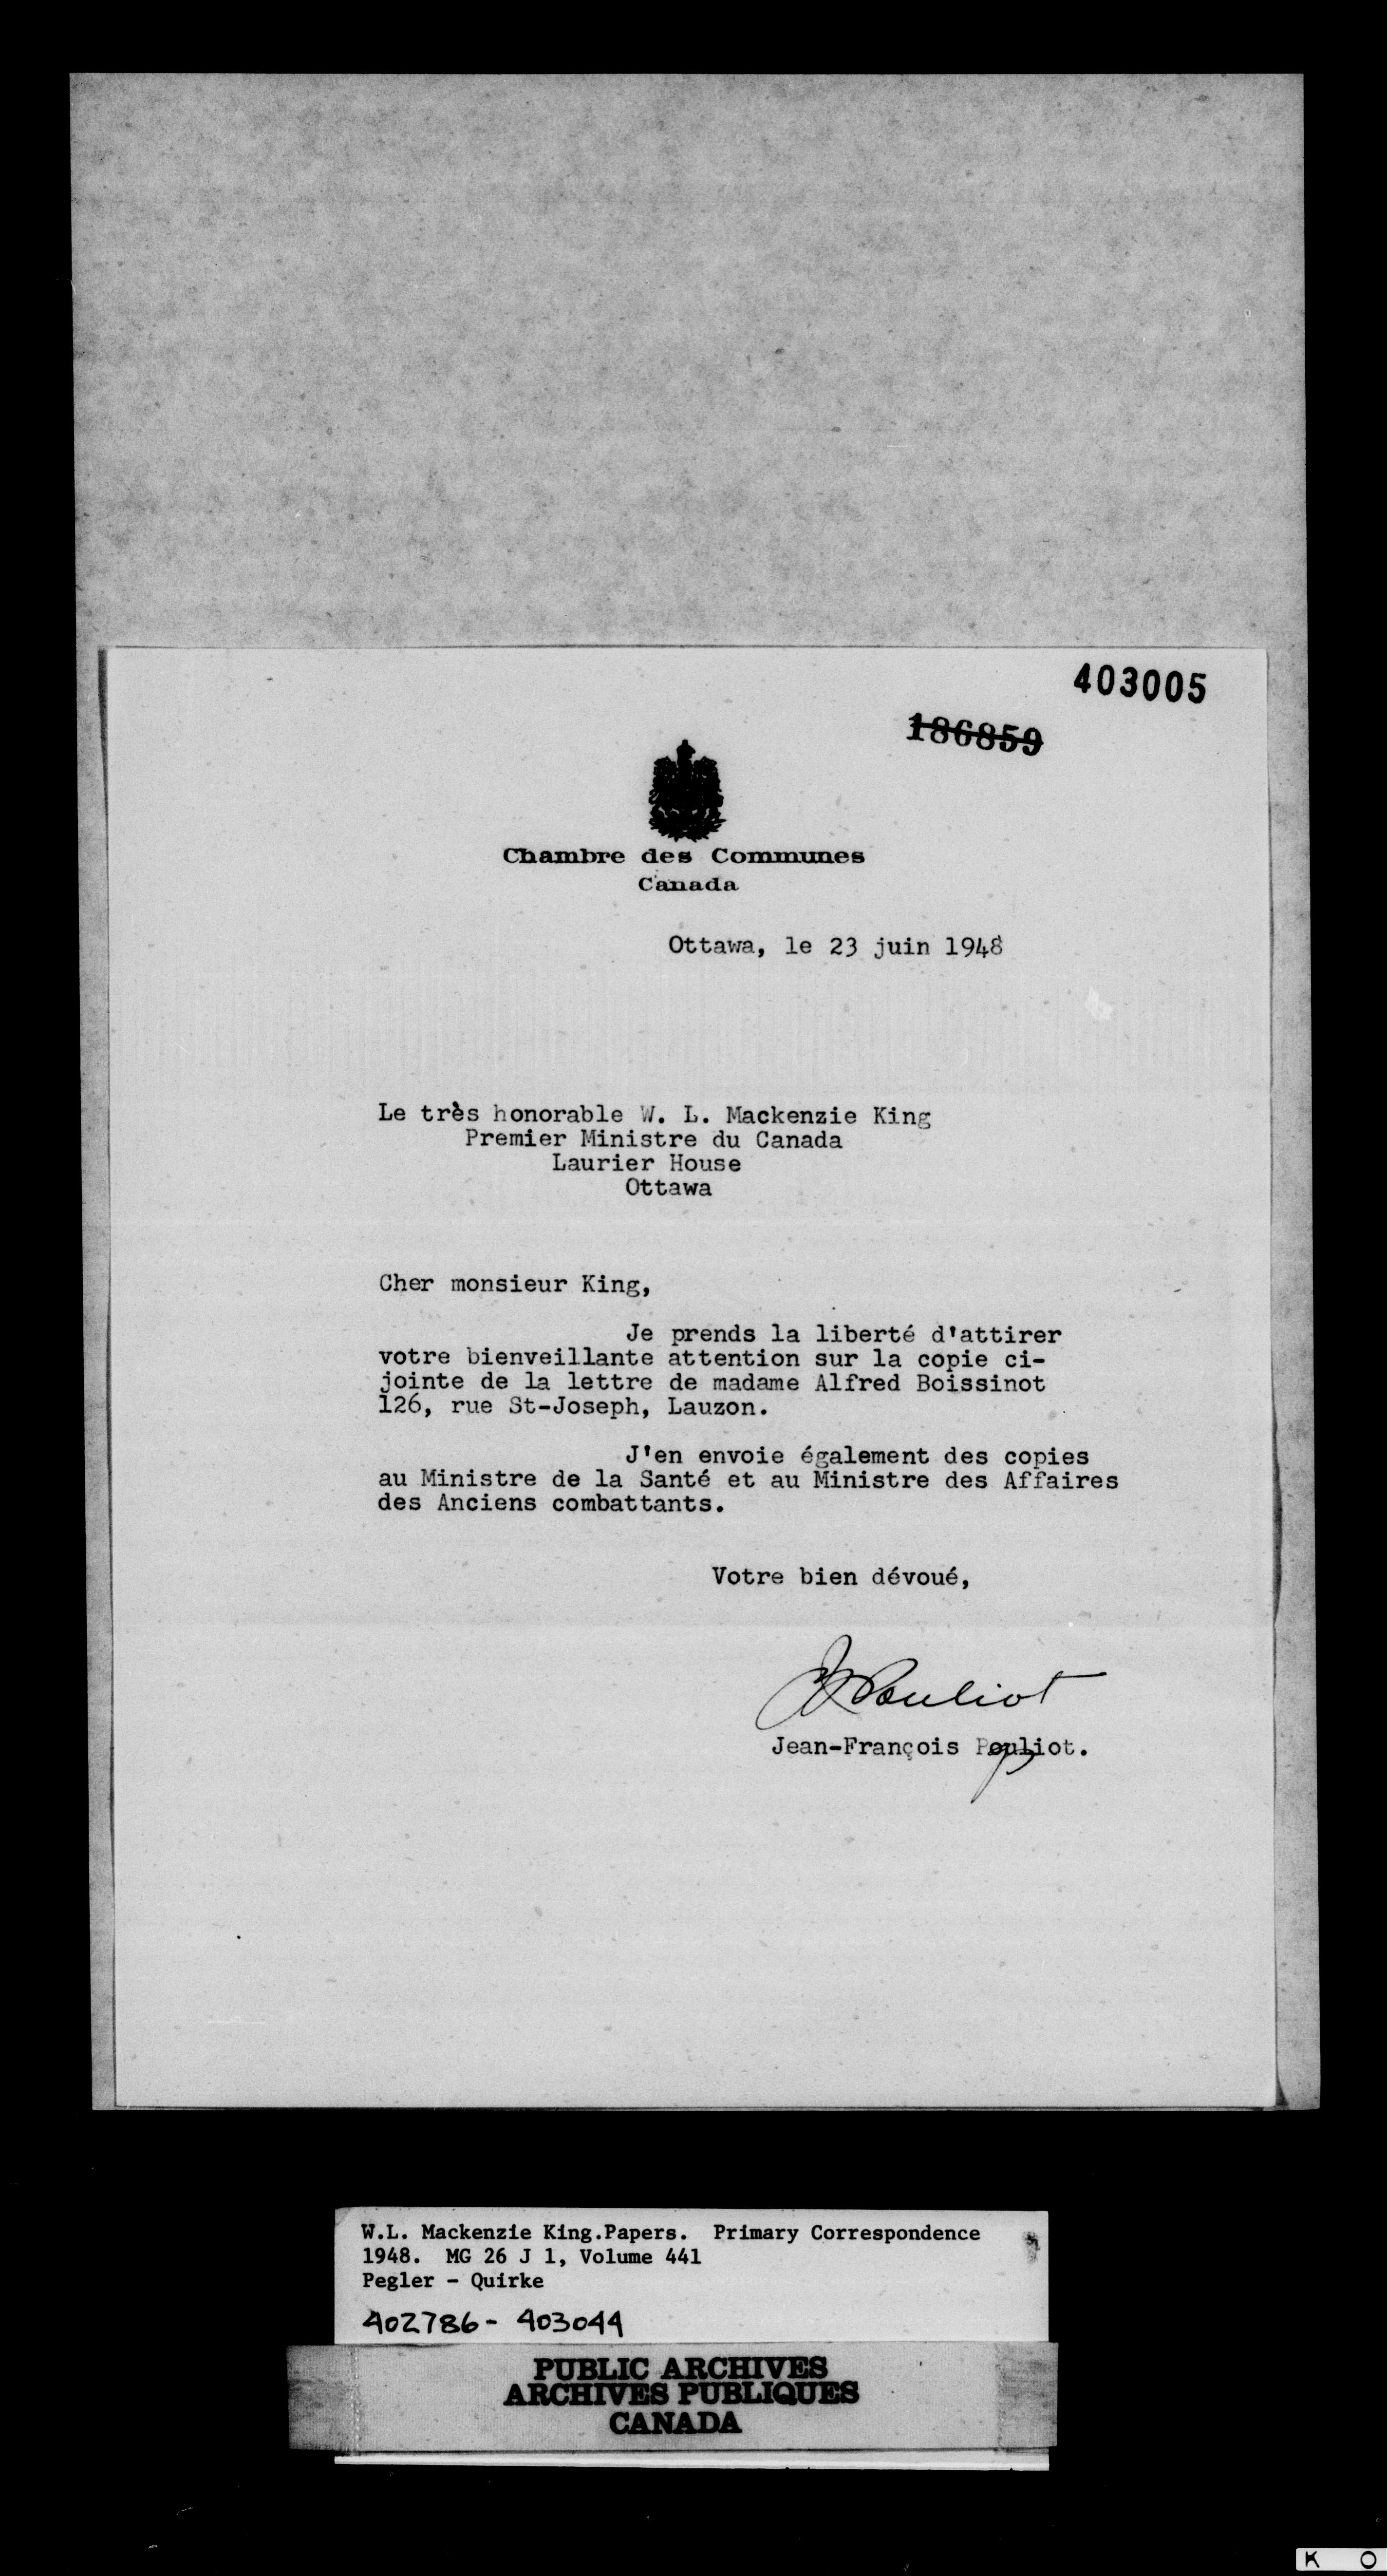 403005
186859
Chambre des Communes
Canada
Ottawa, le 23 juin 1948
Le très honorable W. L. Mackenzie King
Premier Ministre du Canada
Laurier House
Ottawa
Cher monsieur King,
Je prends la liberté d'attirer
votre bienveillante attention sur la copie ci-
jointe de la lettre de madame Alfred Boissinot
126, rue St-Joseph, Lauzon.
J'en envoie également des copies
au Ministre de la Santé et au Ministre des Affaires
des Anciens combattants.
Votre bien dévoué,
Pouliot
Jean-François Pouliot.
W.L. Mackenzie King.Papers. Primary Correspondence
1948. MG 26 J 1, Volume 441
Pegler - Quirke
402786 - 403044
PUBLIC ARCHIVES
ARCHIVES PUBLIQUES
CANADA
K O